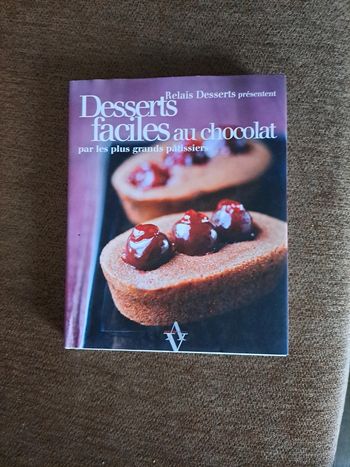 Relais Desserts présentent
Desserts
faciles au chocolat
par les plus grands pâtissiers
A
V